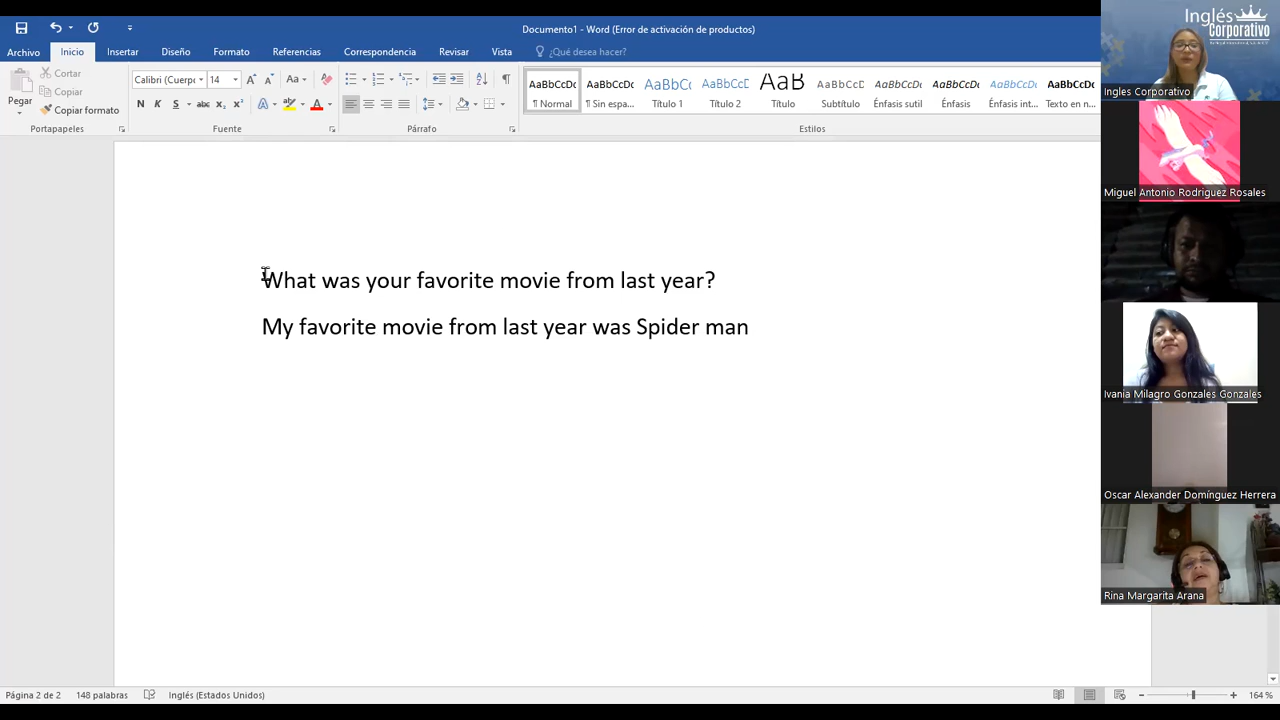 Documento1 - Word (Error de activación de productos)
Archivo Inicio Insertar Diseño Formato Referencias Correspondencia Revisar Vista ¿Qué desea hacer?
Pegar
Cortar
Copiar
Copiar formato
Calibri (Cuerpo 14
Portapapeles Fuente Párrafo Estilos
AaBbCcDc AaBbCcDc AaBbCc AaBbCcD AaB AaBbCcD AaBbCcDc AaBbCcDc AaBbCcDc AaBbCcDc
¶ Normal ¶ Sin espa... Título 1 Título 2 Título Subtítulo Énfasis sutil Énfasis Énfasis int... Texto en n...
What was your favorite movie from last year?
My favorite movie from last year was Spider man
Página 2 de 2 148 palabras Inglés (Estados Unidos) 164 %
Inglés
Corporativo
Ingles Corporativo
Miguel Antonio Rodriguez Rosales
Ivania Milagro Gonzales Gonzales
Oscar Alexander Domínguez Herrera
Rina Margarita Arana